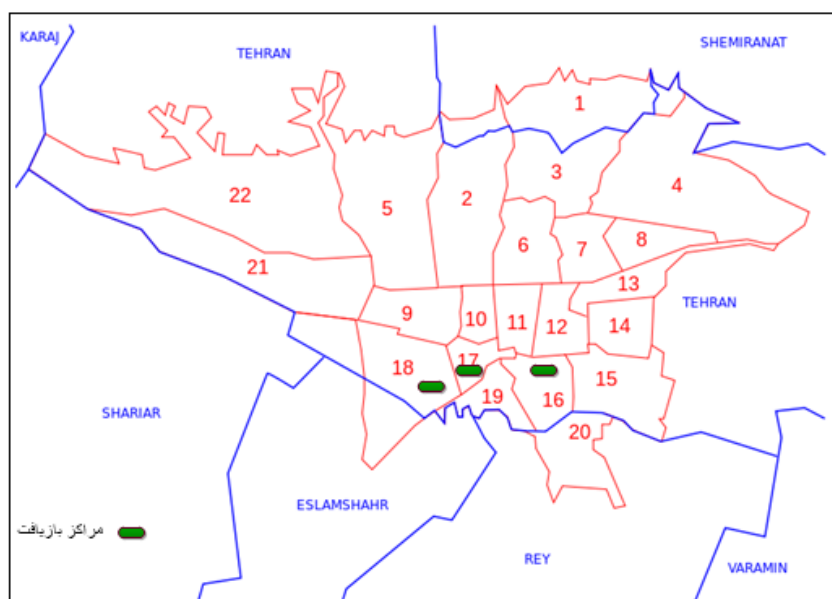 KARAJ
TEHRAN
SHEMIRANAT
1
3
4
22
5
2
6
7
8
21
13
TEHRAN
9
10
11
12
14
18
17
15
19
16
SHARIAR
20
ESLAMSHAHR
مراکز بازیافت
REY
VARAMIN